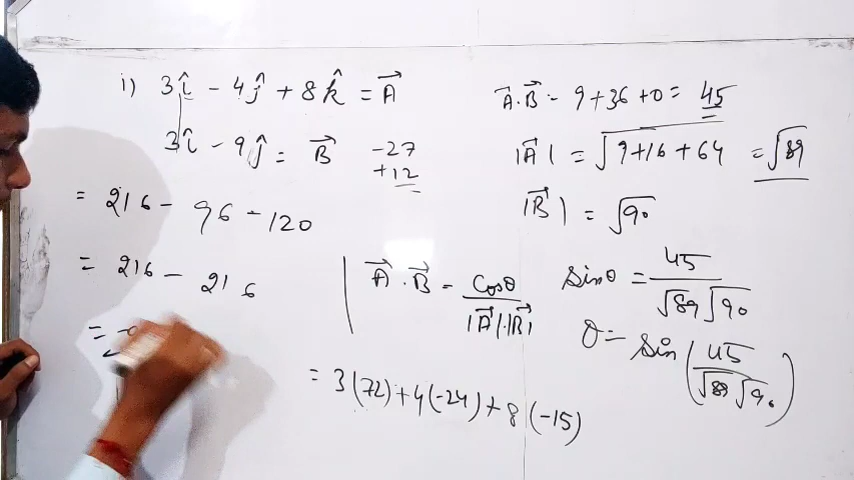 i) 3î - 4ĵ + 8k̂ = A⃗
3î - 9ĵ = B⃗
-27
+12
= 216 - 96 - 120
= 216 - 216
=
A⃗.B⃗ = 9+36+0 = 45
|A⃗| = √9+16+64 = √89
|B⃗| = √90
A⃗.B⃗ = Cosθ / |A⃗|.|B⃗|
Sinθ = 45 / √89 √90
θ = Sin (45 / √89 √90)
= 3(72)+4(-24)+8(-15)